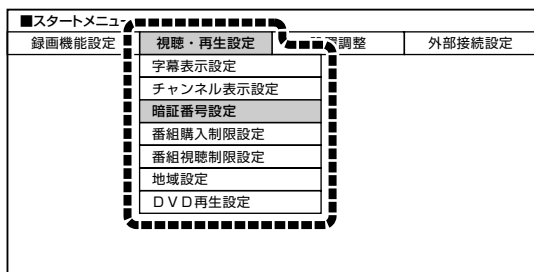 ■スタートメニュー
録画機能設定 視聴・再生設定 調整 外部接続設定
字幕表示設定
チャンネル表示設定
暗証番号設定
番組購入制限設定
番組視聴制限設定
地域設定
ＤＶＤ再生設定